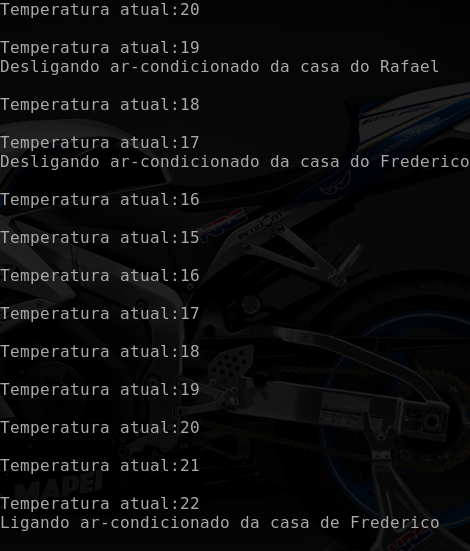 Temperatura atual:20
Temperatura atual:19
Desligando ar-condicionado da casa do Rafael
Temperatura atual:18
Temperatura atual:17
Desligando ar-condicionado da casa do Frederico
Temperatura atual:16
Temperatura atual:15
Temperatura atual:16
Temperatura atual:17
Temperatura atual:18
Temperatura atual:19
Temperatura atual:20
Temperatura atual:21
Temperatura atual:22
Ligando ar-condicionado da casa de Frederico
HRC
MAPEI